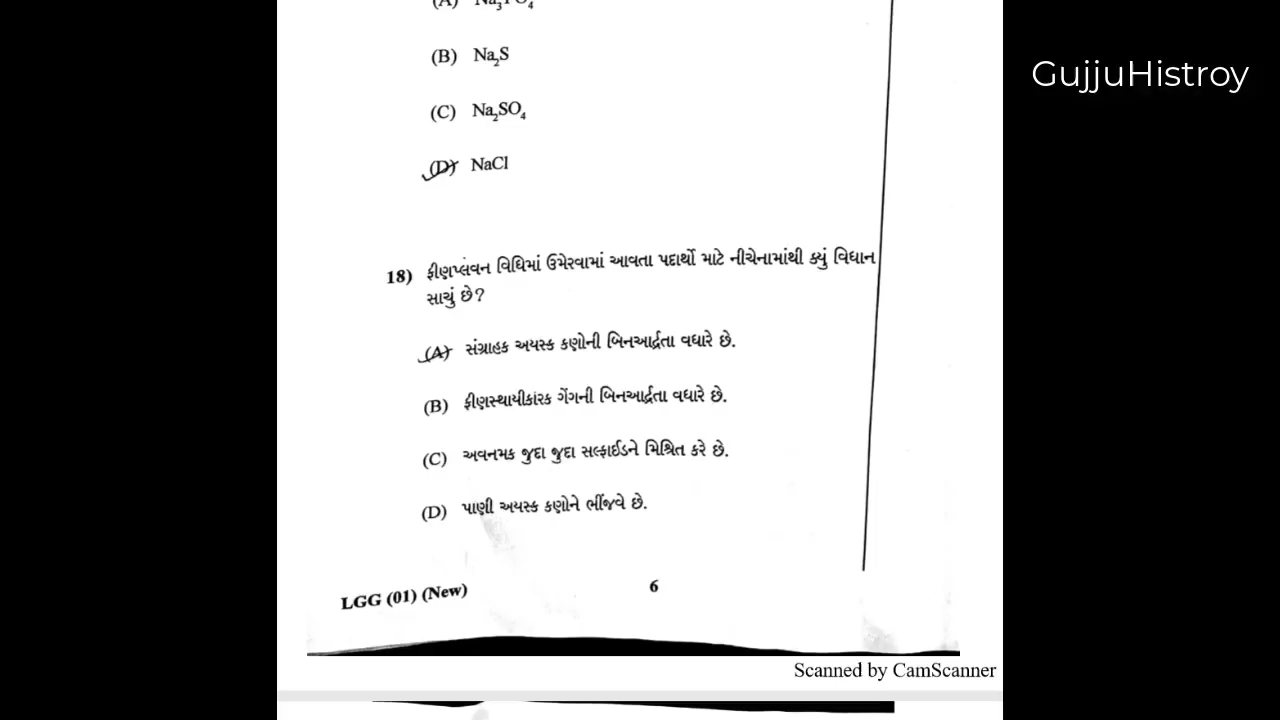 GujjuHistroy
(A) Na₃PO₄
(B) Na₂S
(C) Na₂SO₄
(D) NaCl
18) ફીણપ્લવન વિધિમાં ઉમેરવામાં આવતા પદાર્થો માટે નીચેનામાંથી ક્યું વિધાન
સાચું છે?
(A) સંગ્રાહક અયસ્ક કણોની બિનઆર્દ્રતા વધારે છે.
(B) ફીણસ્થાયીકારક ગેંગની બિનઆર્દ્રતા વધારે છે.
(C) અવનમક જુદા જુદા સલ્ફાઈડને મિશ્રિત કરે છે.
(D) પાણી અયસ્ક કણોને ભીંજવે છે.
LGG (01) (New) 6
Scanned by CamScanner